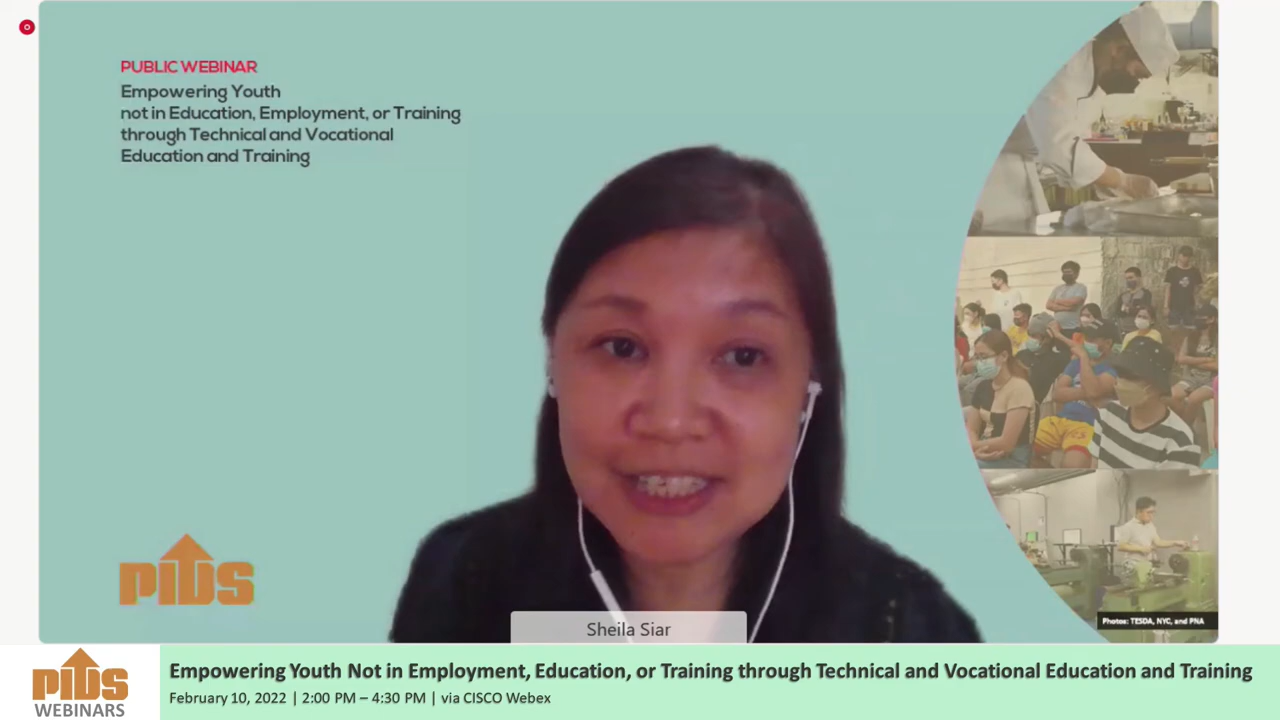 PUBLIC WEBINAR
Empowering Youth
not in Education, Employment, or Training
through Technical and Vocational
Education and Training
PIDS
Sheila Siar
Photos: TESDA, NYC, and PNA
PIDS
WEBINARS
Empowering Youth Not in Employment, Education, or Training through Technical and Vocational Education and Training
February 10, 2022 | 2:00 PM – 4:30 PM | via CISCO Webex